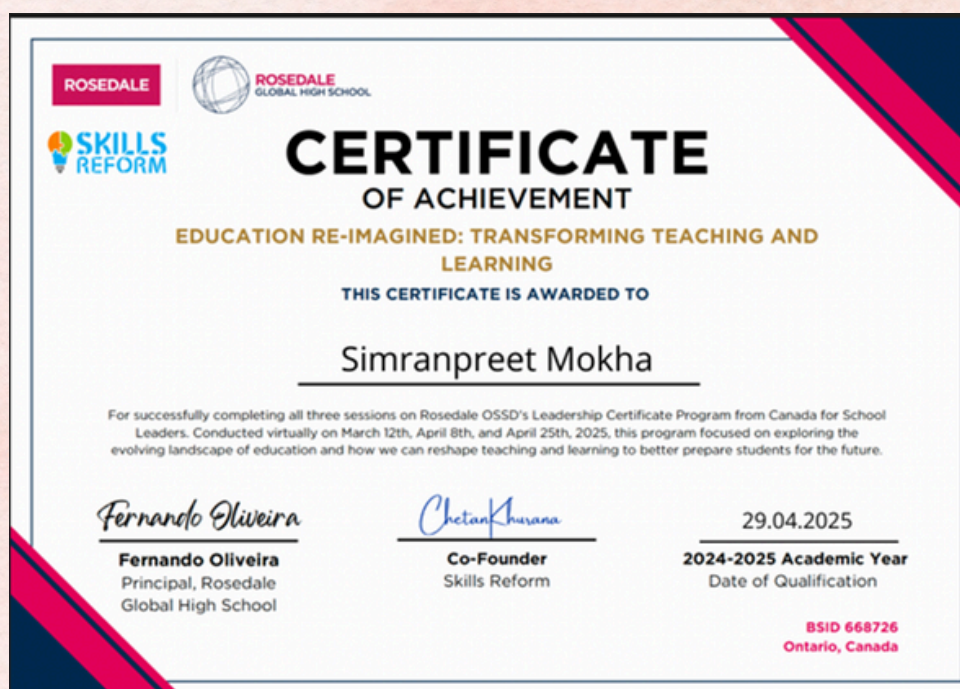 ROSEDALE
ROSEDALE
GLOBAL HIGH SCHOOL
SKILLS
REFORM
CERTIFICATE
OF ACHIEVEMENT
EDUCATION RE-IMAGINED: TRANSFORMING TEACHING AND
LEARNING
THIS CERTIFICATE IS AWARDED TO
Simranpreet Mokha
For successfully completing all three sessions on Rosedale OSSD's Leadership Certificate Program from Canada for School
Leaders. Conducted virtually on March 12th, April 8th, and April 25th, 2025, this program focused on exploring the
evolving landscape of education and how we can reshape teaching and learning to better prepare students for the future.
Fernando Oliveira
Chetan Khurana
29.04.2025
Fernando Oliveira
Principal, Rosedale
Global High School
Co-Founder
Skills Reform
2024-2025 Academic Year
Date of Qualification
BSID 668726
Ontario, Canada